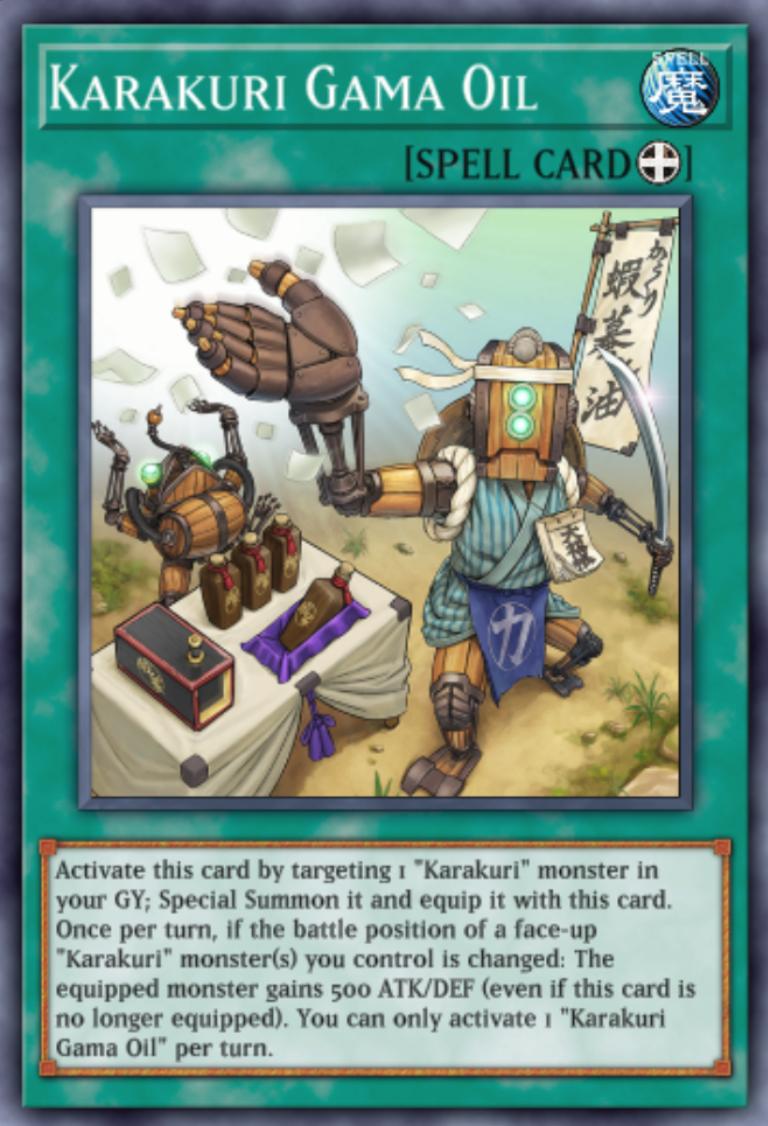 KARAKURI GAMA OIL
SPELL
魔
[SPELL CARD]
からくり
蝦蟇油
力
Activate this card by targeting 1 "Karakuri" monster in
your GY; Special Summon it and equip it with this card.
Once per turn, if the battle position of a face-up
"Karakuri" monster(s) you control is changed: The
equipped monster gains 500 ATK/DEF (even if this card is
no longer equipped). You can only activate 1 "Karakuri
Gama Oil" per turn.